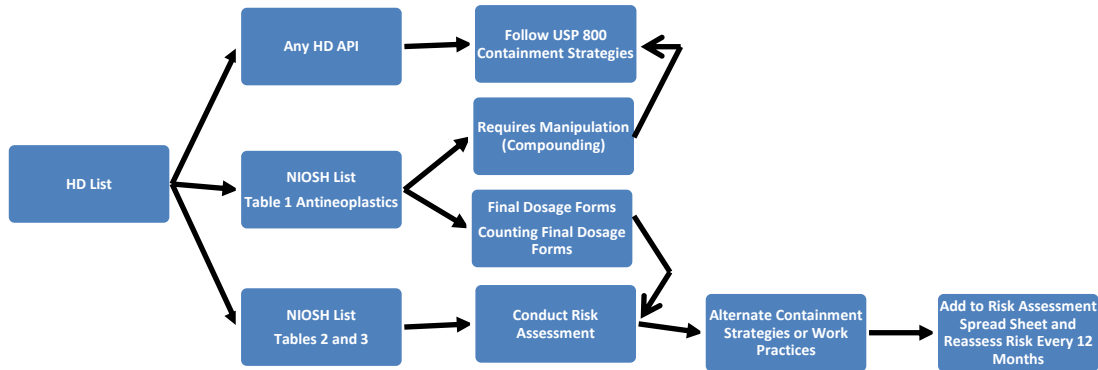 Any HD API
Follow USP 800
Containment Strategies
Requires Manipulation
(Compounding)
HD List
NIOSH List
Table 1 Antineoplastics
Final Dosage Forms
Counting Final Dosage
Forms
NIOSH List
Tables 2 and 3
Conduct Risk
Assessment
Alternate Containment
Strategies or Work
Practices
Add to Risk Assessment
Spread Sheet and
Reassess Risk Every 12
Months